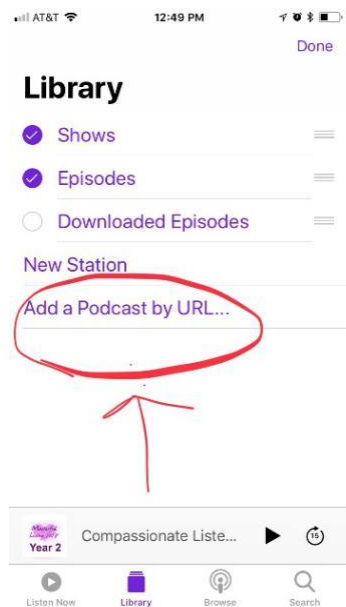 AT&T 12:49 PM
Done
Library
Shows
Episodes
Downloaded Episodes
New Station
Add a Podcast by URL...
Year 2
Compassionate Liste...
15
Listen Now Library Browse Search